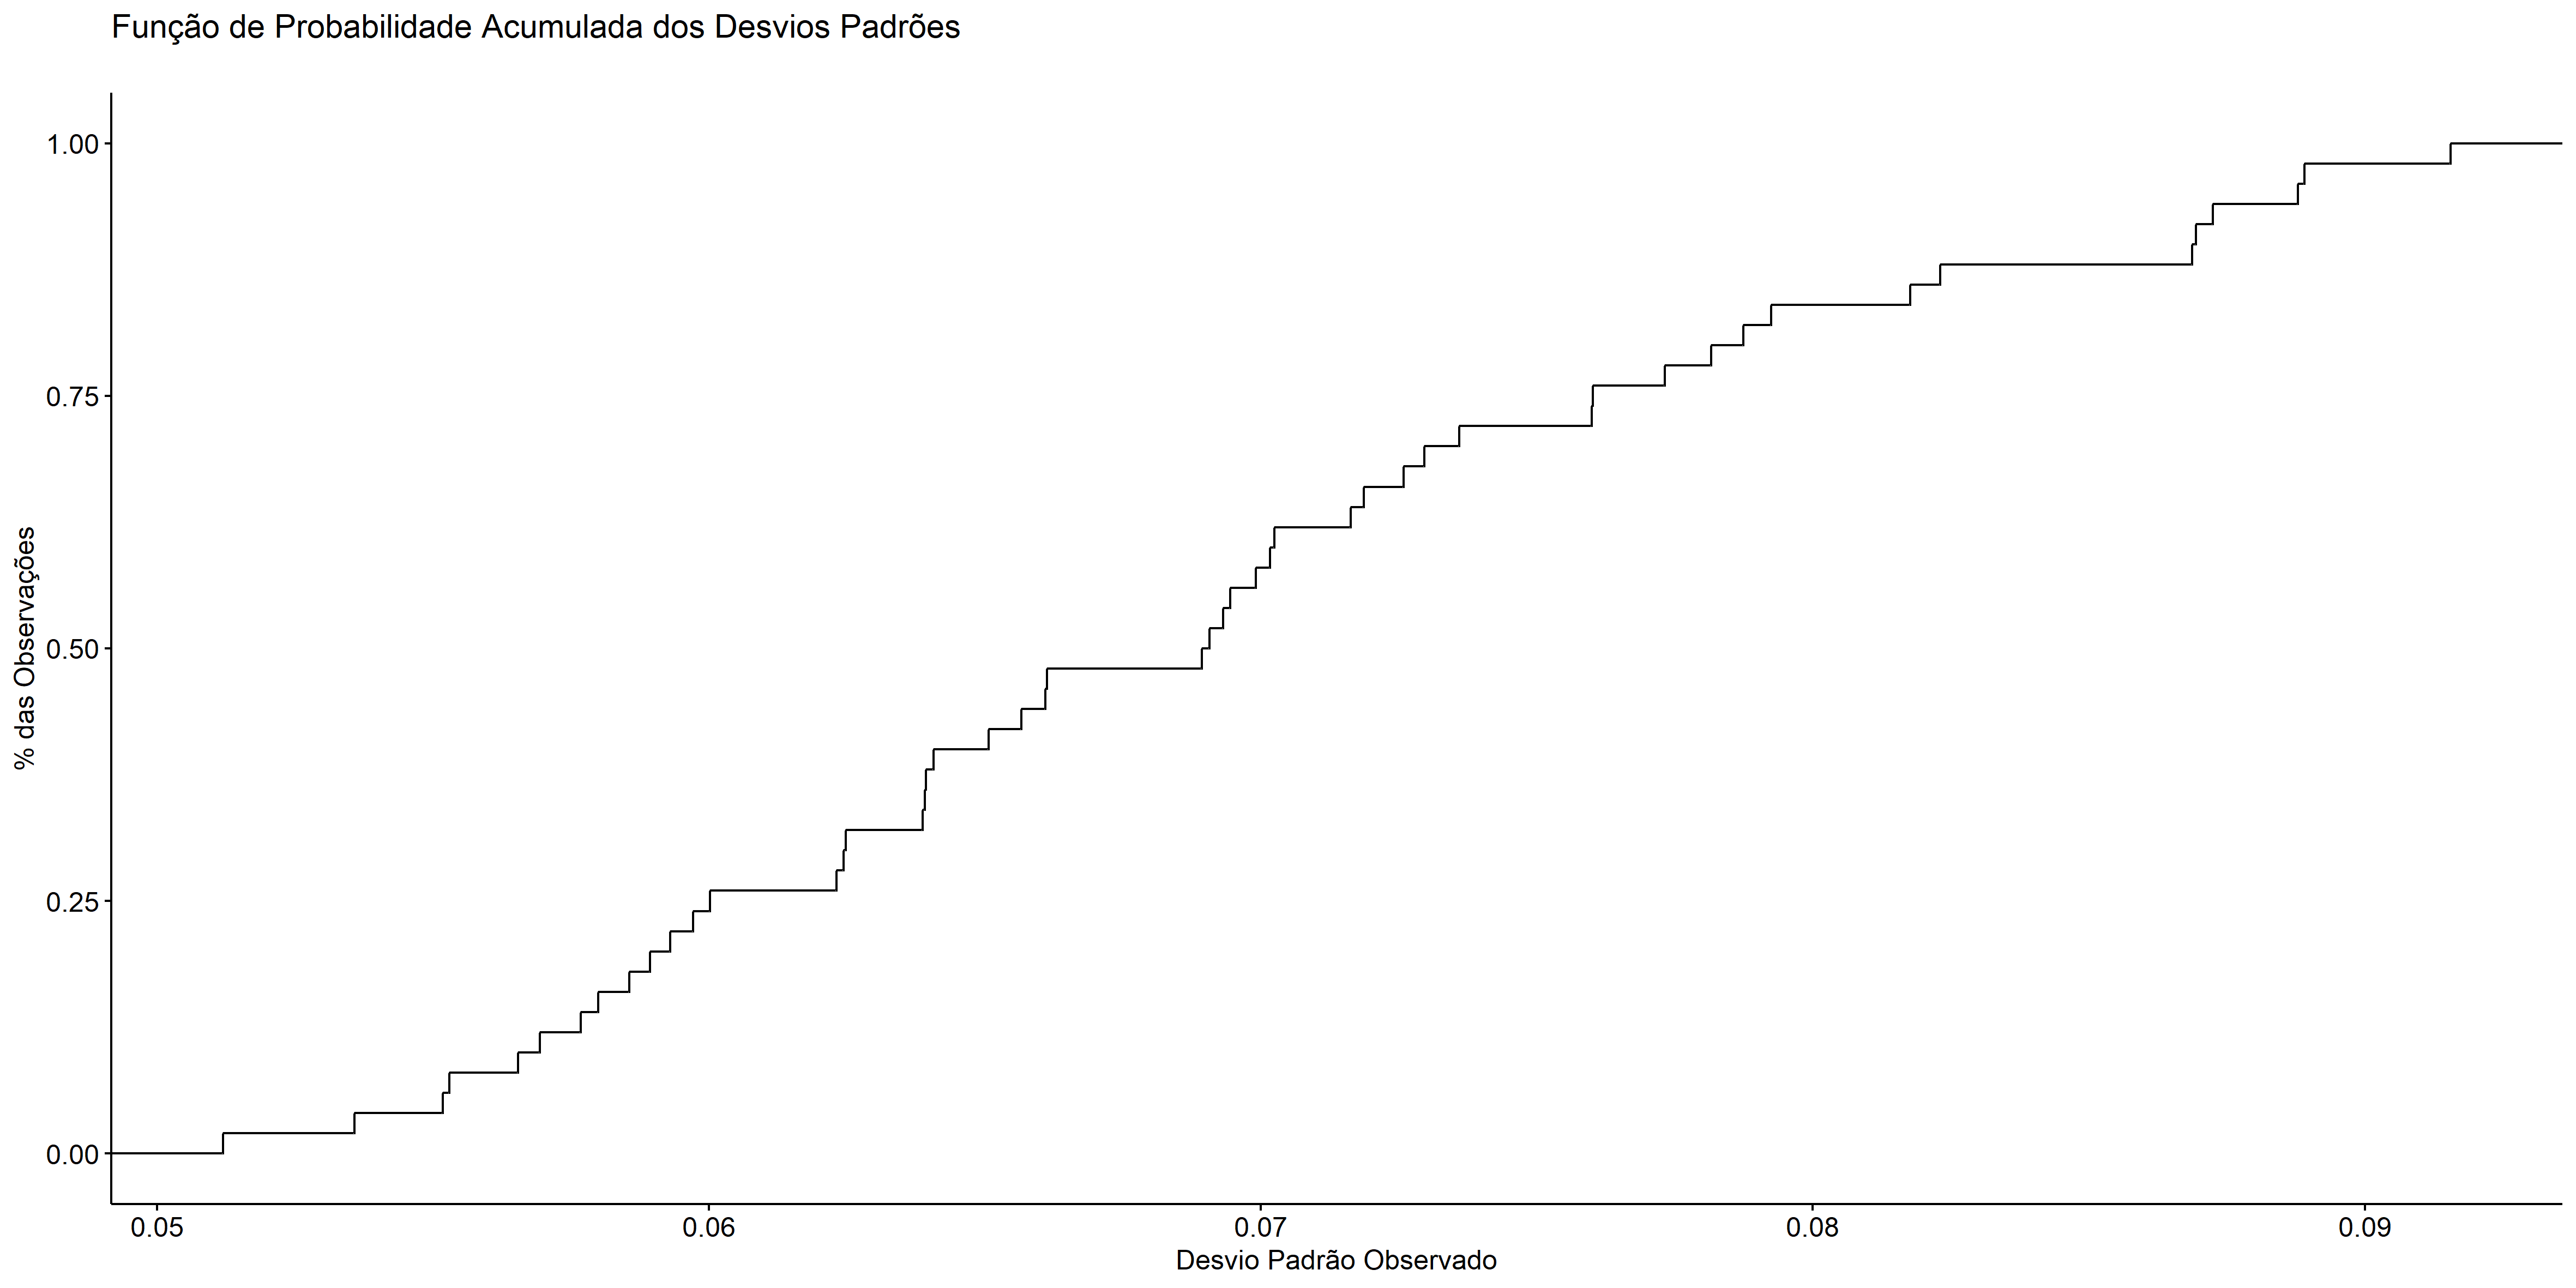 Função de Probabilidade Acumulada dos Desvios Padrões
1.00
0.75
0.50
0.25
0.00
% das Observações
0.05 0.06 0.07 0.08 0.09
Desvio Padrão Observado